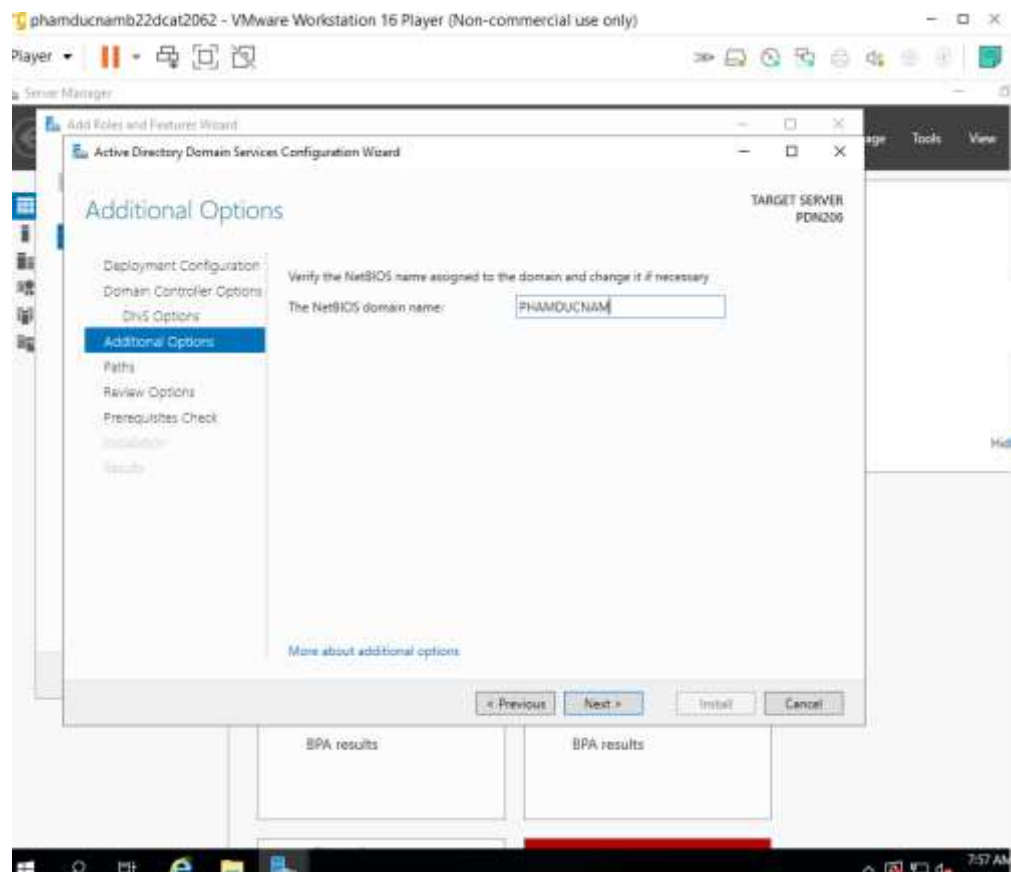 phamducnamb22dcat2062 - VMware Workstation 16 Player (Non-commercial use only)
Player
Server Manager
Add Roles and Features Wizard
Tools View
Active Directory Domain Services Configuration Wizard
Additional Options
TARGET SERVER
PDN206
Deployment Configuration
Domain Controller Options
DNS Options
Additional Options
Paths
Review Options
Prerequisites Check
Installation
Results
Verify the NetBIOS name assigned to the domain and change it if necessary
The NetBIOS domain name: PHAMDUCNAM
More about additional options
< Previous Next > Install Cancel
BPA results BPA results
7:57 AM